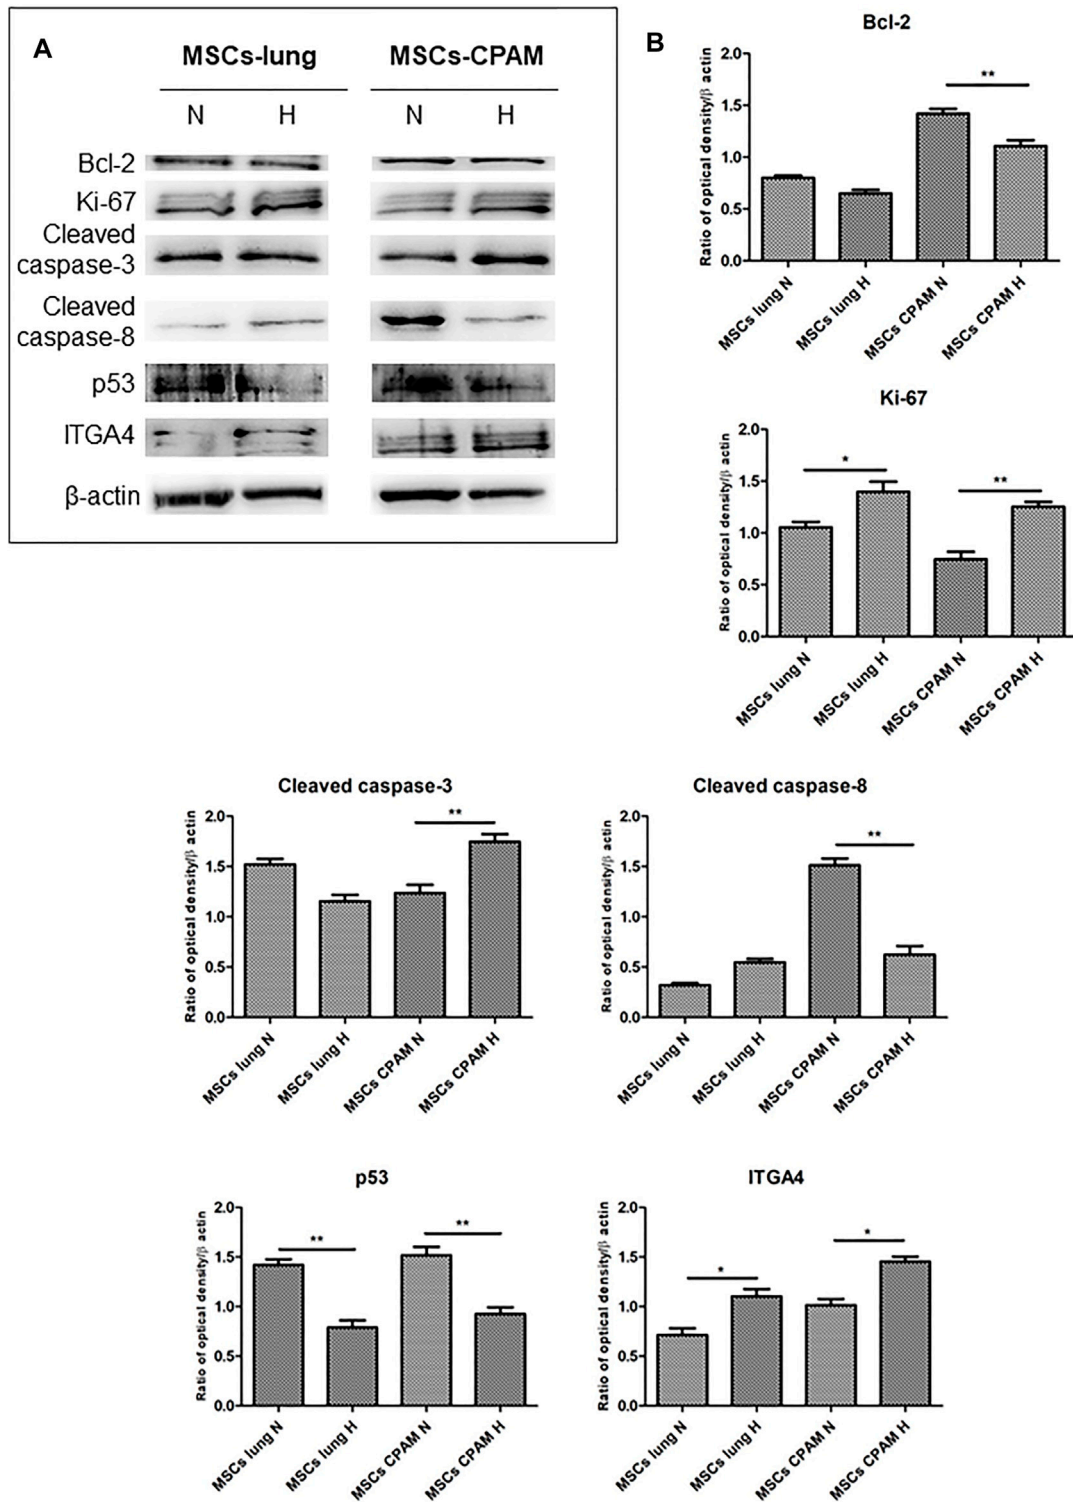 A
MSCs-lung MSCs-CPAM
N H N H
Bcl-2
Ki-67
Cleaved
caspase-3
Cleaved
caspase-8
p53
ITGA4
β-actin
B
Bcl-2
Ratio of optical density/β actin
2.0
1.5
1.0
0.5
0.0
**
MSCs lung N
MSCs lung H
MSCs CPAM N
MSCs CPAM H
Ki-67
Ratio of optical density/β actin
2.0
1.5
1.0
0.5
0.0
*
**
MSCs lung N
MSCs lung H
MSCs CPAM N
MSCs CPAM H
Cleaved caspase-3
Ratio of optical density/β actin
2.0
1.5
1.0
0.5
0.0
**
MSCs lung N
MSCs lung H
MSCs CPAM N
MSCs CPAM H
Cleaved caspase-8
Ratio of optical density/β actin
2.0
1.5
1.0
0.5
0.0
**
MSCs lung N
MSCs lung H
MSCs CPAM N
MSCs CPAM H
p53
Ratio of optical density/β actin
2.0
1.5
1.0
0.5
0.0
**
**
MSCs lung N
MSCs lung H
MSCs CPAM N
MSCs CPAM H
ITGA4
Ratio of optical density/β actin
2.0
1.5
1.0
0.5
0.0
*
*
MSCs lung N
MSCs lung H
MSCs CPAM N
MSCs CPAM H